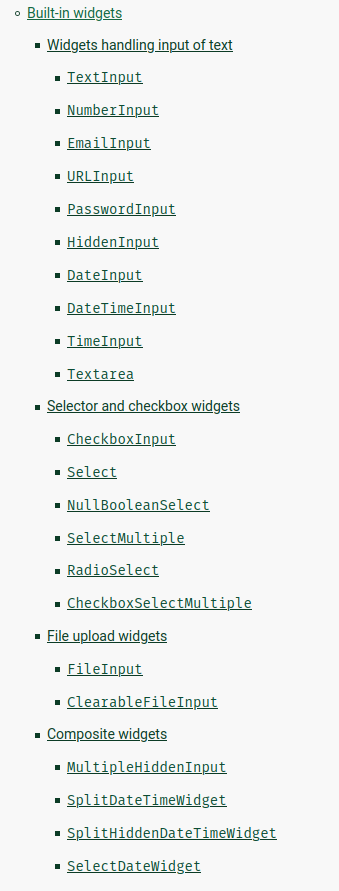 Built-in widgets
Widgets handling input of text
TextInput
NumberInput
EmailInput
URLInput
PasswordInput
HiddenInput
DateInput
DateTimeInput
TimeInput
Textarea
Selector and checkbox widgets
CheckboxInput
Select
NullBooleanSelect
SelectMultiple
RadioSelect
CheckboxSelectMultiple
File upload widgets
FileInput
ClearableFileInput
Composite widgets
MultipleHiddenInput
SplitDateTimeWidget
SplitHiddenDateTimeWidget
SelectDateWidget